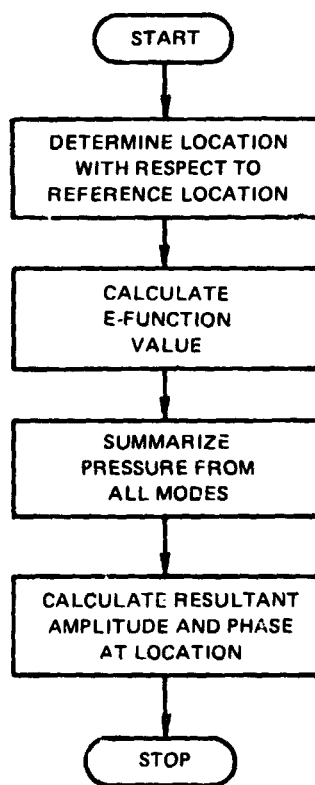 START
DETERMINE LOCATION
WITH RESPECT TO
REFERENCE LOCATION
CALCULATE
E-FUNCTION
VALUE
SUMMARIZE
PRESSURE FROM
ALL MODES
CALCULATE RESULTANT
AMPLITUDE AND PHASE
AT LOCATION
STOP